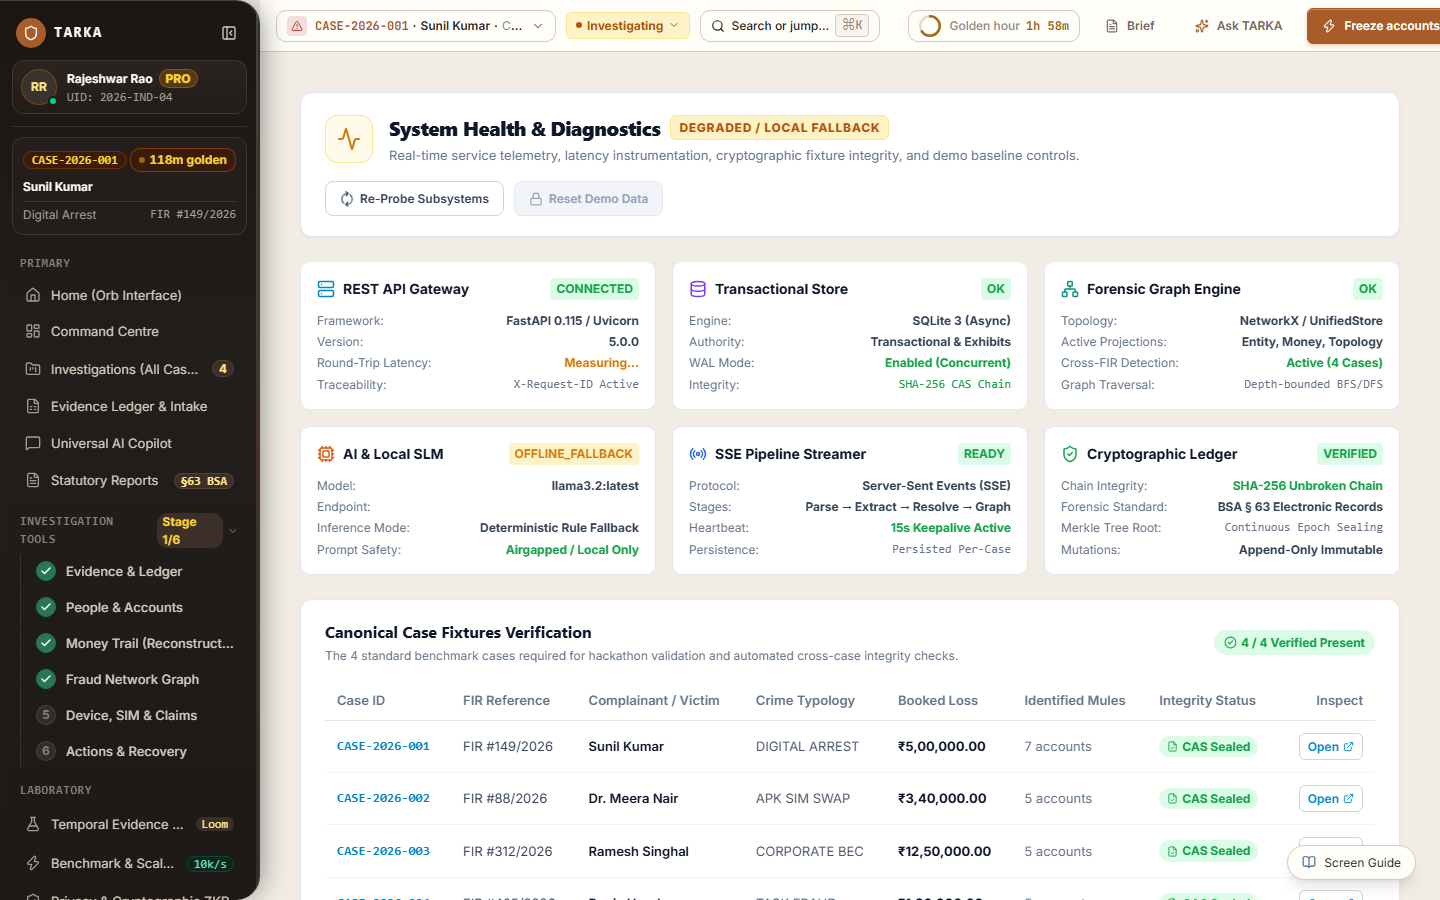 TARKA
RR
Rajeshwar Rao PRO
UID: 2026-IND-04
CASE-2026-001 118m golden
Sunil Kumar
Digital Arrest FIR #149/2026
PRIMARY
Home (Orb Interface)
Command Centre
Investigations (All Cas... 4
Evidence Ledger & Intake
Universal AI Copilot
Statutory Reports §63 BSA
INVESTIGATION TOOLS Stage 1/6
Evidence & Ledger
People & Accounts
Money Trail (Reconstruct...
Fraud Network Graph
5 Device, SIM & Claims
6 Actions & Recovery
LABORATORY
Temporal Evidence ... Loom
Benchmark & Scal... 10k/s
CASE-2026-001 · Sunil Kumar · C...
Investigating
Search or jump... ⌘K
Golden hour 1h 58m
Brief
Ask TARKA
Freeze accounts
System Health & Diagnostics DEGRADED / LOCAL FALLBACK
Real-time service telemetry, latency instrumentation, cryptographic fixture integrity, and demo baseline controls.
Re-Probe Subsystems Reset Demo Data
REST API Gateway CONNECTED
Framework: FastAPI 0.115 / Uvicorn
Version: 5.0.0
Round-Trip Latency: Measuring...
Traceability: X-Request-ID Active
Transactional Store OK
Engine: SQLite 3 (Async)
Authority: Transactional & Exhibits
WAL Mode: Enabled (Concurrent)
Integrity: SHA-256 CAS Chain
Forensic Graph Engine OK
Topology: NetworkX / UnifiedStore
Active Projections: Entity, Money, Topology
Cross-FIR Detection: Active (4 Cases)
Graph Traversal: Depth-bounded BFS/DFS
AI & Local SLM OFFLINE_FALLBACK
Model: llama3.2:latest
Endpoint:
Inference Mode: Deterministic Rule Fallback
Prompt Safety: Airgapped / Local Only
SSE Pipeline Streamer READY
Protocol: Server-Sent Events (SSE)
Stages: Parse → Extract → Resolve → Graph
Heartbeat: 15s Keepalive Active
Persistence: Persisted Per-Case
Cryptographic Ledger VERIFIED
Chain Integrity: SHA-256 Unbroken Chain
Forensic Standard: BSA § 63 Electronic Records
Merkle Tree Root: Continuous Epoch Sealing
Mutations: Append-Only Immutable
Canonical Case Fixtures Verification
The 4 standard benchmark cases required for hackathon validation and automated cross-case integrity checks.
4 / 4 Verified Present
Case ID FIR Reference Complainant / Victim Crime Typology Booked Loss Identified Mules Integrity Status Inspect
CASE-2026-001 FIR #149/2026 Sunil Kumar DIGITAL ARREST ₹5,00,000.00 7 accounts CAS Sealed Open
CASE-2026-002 FIR #88/2026 Dr. Meera Nair APK SIM SWAP ₹3,40,000.00 5 accounts CAS Sealed Open
CASE-2026-003 FIR #312/2026 Ramesh Singhal CORPORATE BEC ₹12,50,000.00 5 accounts CAS Sealed
Screen Guide